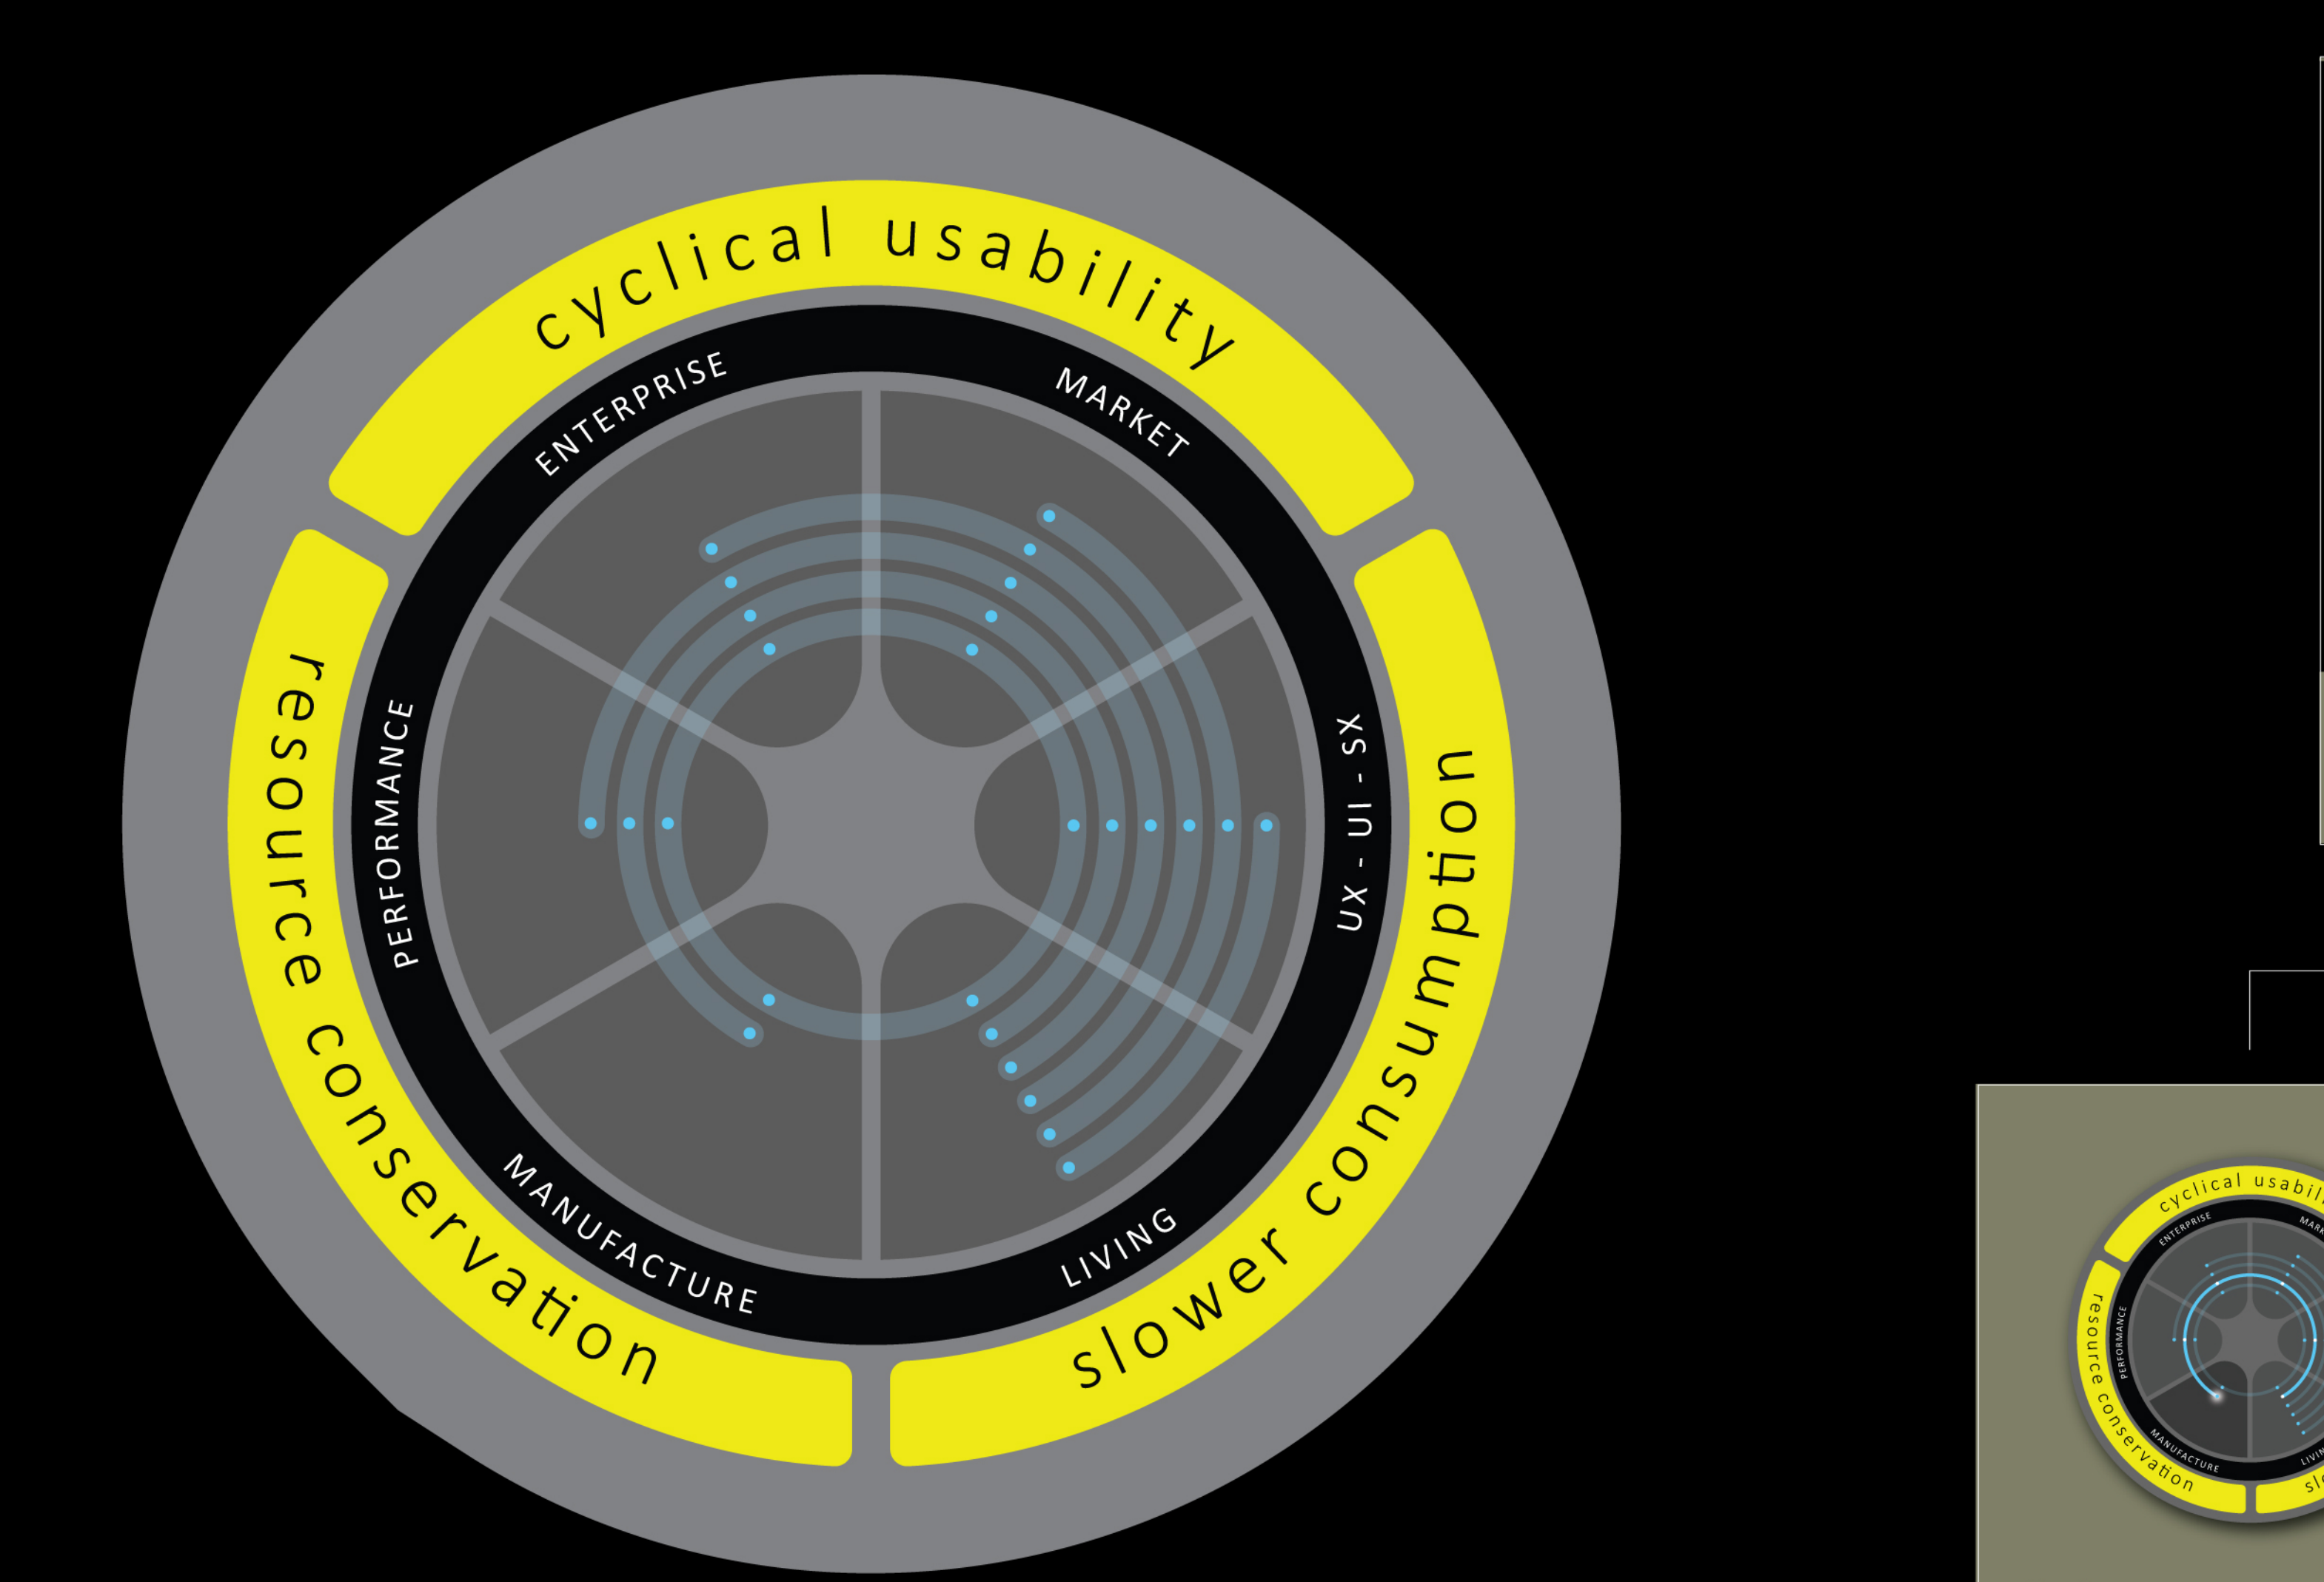 cyclical usability
ENTERPRISE
MARKET
PERFORMANCE
UX - UI - SX
MANUFACTURE
LIVING
resource conservation
slower consumption
cyclical
ENTERPRISE
PERFORMANCE
MANUFACTURE
resource conservation